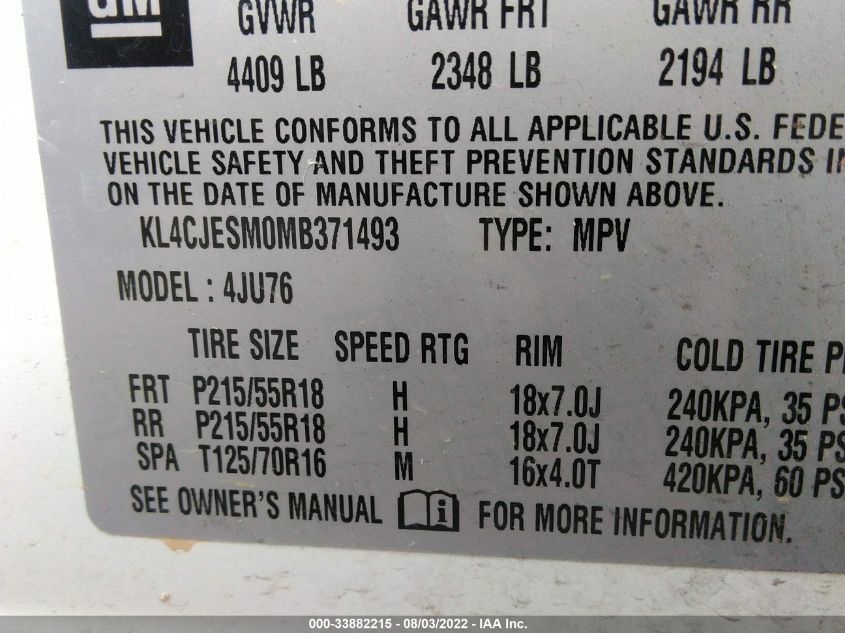 GM
GVWR GAWR FRT GAWR RR
4409 LB 2348 LB 2194 LB
THIS VEHICLE CONFORMS TO ALL APPLICABLE U.S. FEDE
VEHICLE SAFETY AND THEFT PREVENTION STANDARDS IN
ON THE DATE OF MANUFACTURE SHOWN ABOVE.
KL4CJESM0MB371493 TYPE: MPV
MODEL : 4JU76
TIRE SIZE SPEED RTG RIM COLD TIRE P
FRT P215/55R18 H 18x7.0J 240KPA, 35 PS
RR P215/55R18 H 18x7.0J 240KPA, 35 PS
SPA T125/70R16 M 16x4.0T 420KPA, 60 PS
SEE OWNER'S MANUAL i FOR MORE INFORMATION.
000-33882215 - 08/03/2022 - IAA Inc.